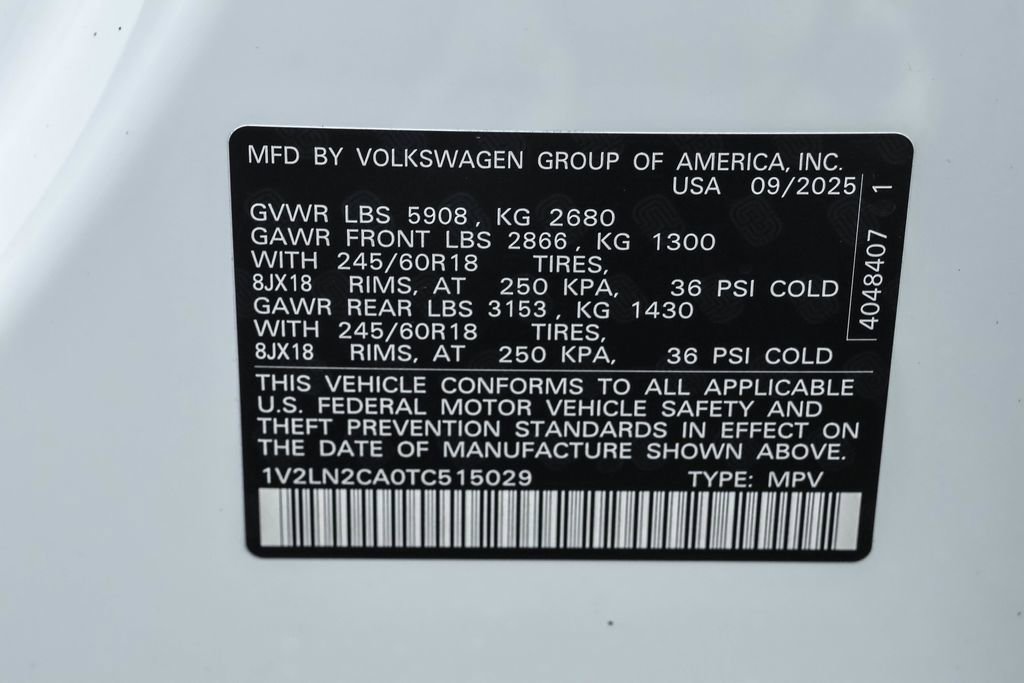 MFD BY VOLKSWAGEN GROUP OF AMERICA, INC.
USA 09/2025
GVWR LBS 5908, KG 2680
GAWR FRONT LBS 2866, KG 1300
WITH 245/60R18 TIRES,
8JX18 RIMS, AT 250 KPA, 36 PSI COLD
GAWR REAR LBS 3153, KG 1430
WITH 245/60R18 TIRES,
8JX18 RIMS, AT 250 KPA, 36 PSI COLD
4048407 1
THIS VEHICLE CONFORMS TO ALL APPLICABLE
U.S. FEDERAL MOTOR VEHICLE SAFETY AND
THEFT PREVENTION STANDARDS IN EFFECT ON
THE DATE OF MANUFACTURE SHOWN ABOVE.
1V2LN2CA0TC515029 TYPE: MPV